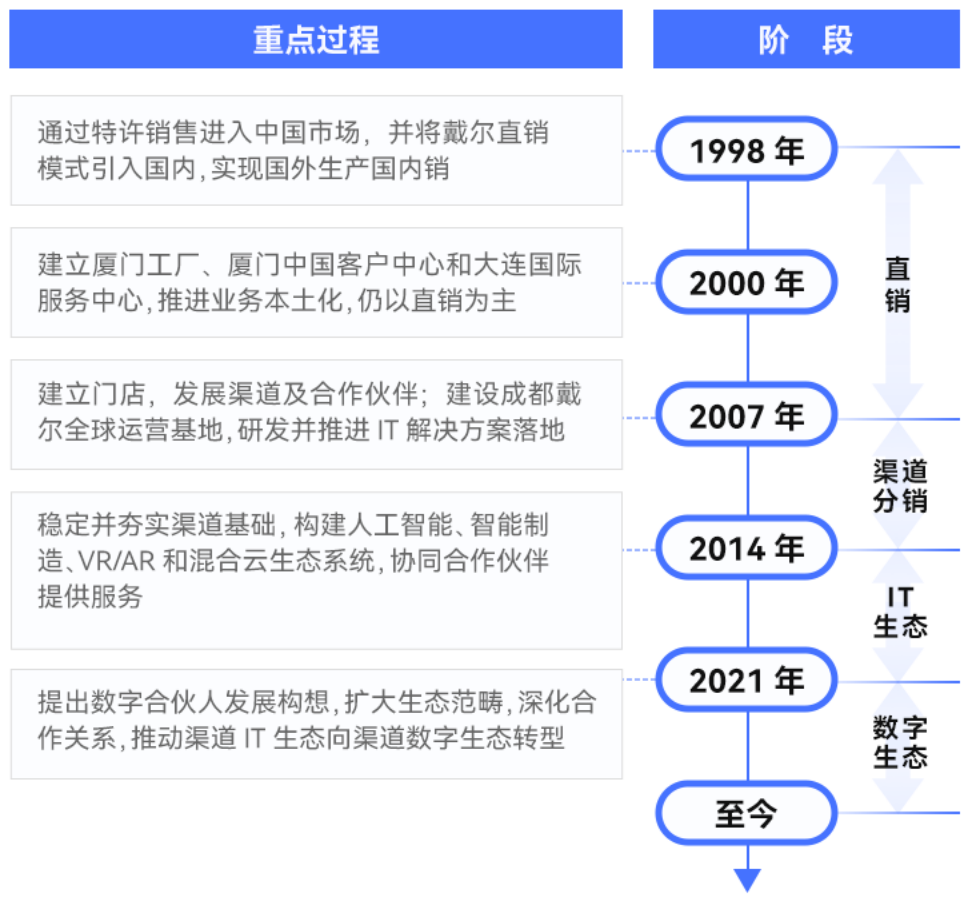 重点过程
阶 段
通过特许销售进入中国市场，并将戴尔直销
模式引入国内,实现国外生产国内销
1998 年
建立厦门工厂、厦门中国客户中心和大连国际
服务中心,推进业务本土化,仍以直销为主
2000 年
直
销
建立门店，发展渠道及合作伙伴；建设成都戴
尔全球运营基地,研发并推进 IT 解决方案落地
2007 年
渠道
分销
稳定并夯实渠道基础,构建人工智能、智能制
造、VR/AR 和混合云生态系统,协同合作伙伴
提供服务
2014 年
IT
生态
提出数字合伙人发展构想,扩大生态范畴,深化合
作关系,推动渠道 IT 生态向渠道数字生态转型
2021 年
数字
生态
至今